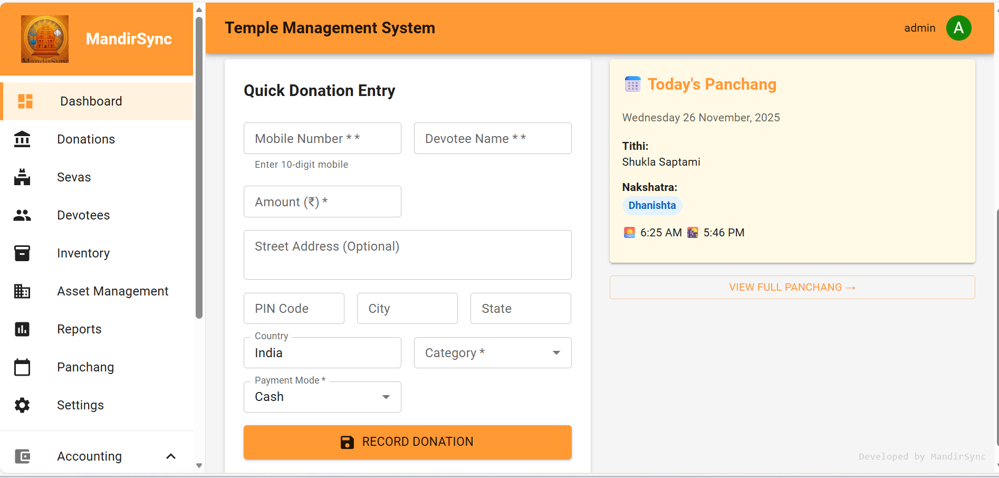 MandirSync
MandirSync
Temple Management System
admin
A
Dashboard
Donations
Sevas
Devotees
Inventory
Asset Management
Reports
Panchang
Settings
Accounting
Quick Donation Entry
Mobile Number * *
Devotee Name * *
Enter 10-digit mobile
Amount (₹) *
Street Address (Optional)
PIN Code
City
State
Country
India
Category *
Payment Mode *
Cash
RECORD DONATION
Today's Panchang
Wednesday 26 November, 2025
Tithi:
Shukla Saptami
Nakshatra:
Dhanishta
6:25 AM 5:46 PM
VIEW FULL PANCHANG →
Developed by MandirSync